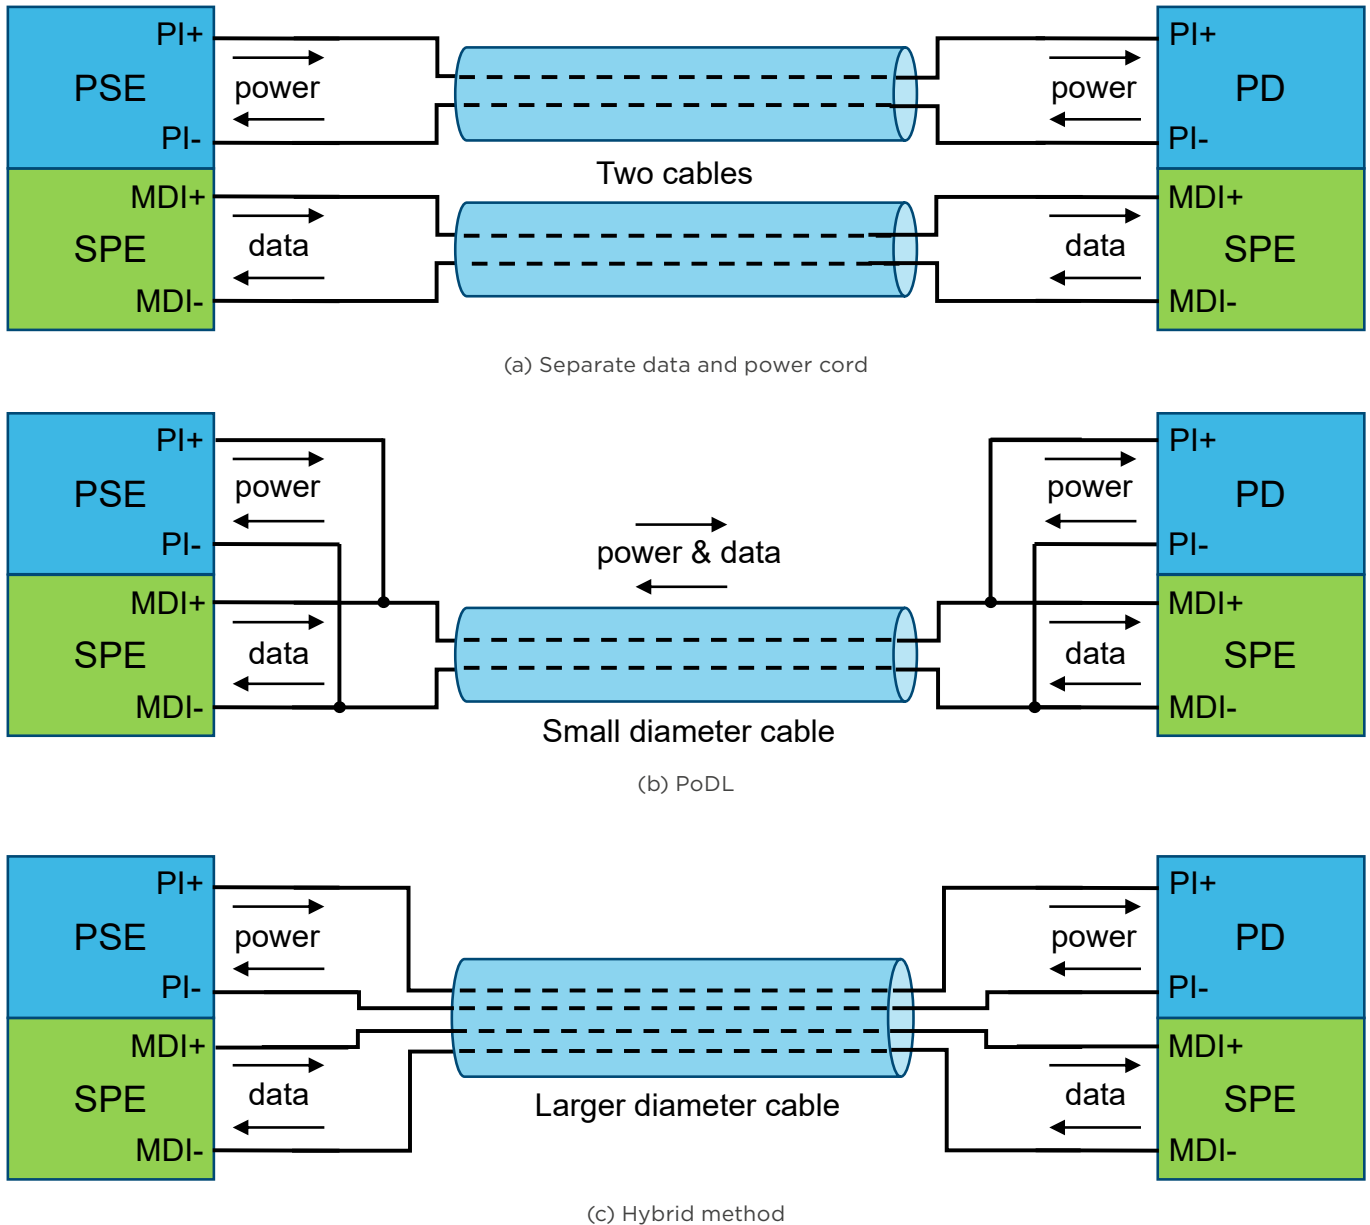 PI+
PSE
power
PI-
MDI+
SPE
data
MDI-
Two cables
PI+
power
PD
PI-
MDI+
data
SPE
MDI-
(a) Separate data and power cord
PI+
PSE
power
PI-
MDI+
SPE
data
MDI-
power & data
Small diameter cable
PI+
power
PD
PI-
MDI+
data
SPE
MDI-
(b) PoDL
PI+
PSE
power
PI-
MDI+
SPE
data
MDI-
Larger diameter cable
PI+
power
PD
PI-
MDI+
data
SPE
MDI-
(c) Hybrid method